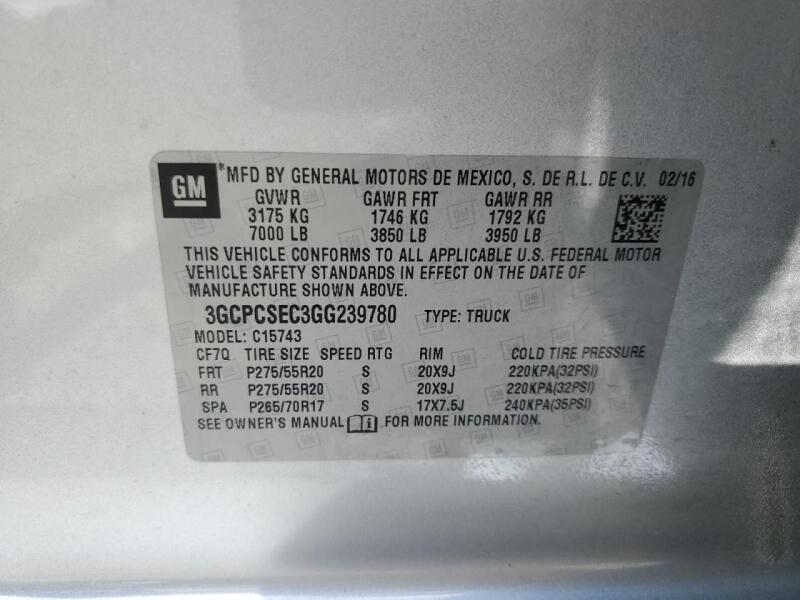 GM *MFD BY GENERAL MOTORS DE MEXICO, S. DE R.L. DE C.V. 02/16
GVWR GAWR FRT GAWR RR
3175 KG 1746 KG 1792 KG
7000 LB 3850 LB 3950 LB
THIS VEHICLE CONFORMS TO ALL APPLICABLE U.S. FEDERAL MOTOR
VEHICLE SAFETY STANDARDS IN EFFECT ON THE DATE OF
MANUFACTURE SHOWN ABOVE.
3GCPCSEC3GG239780 TYPE: TRUCK
MODEL: C15743
CF7Q TIRE SIZE SPEED RTG RIM COLD TIRE PRESSURE
FRT P275/55R20 S 20X9J 220KPA(32PSI)
RR P275/55R20 S 20X9J 220KPA(32PSI)
SPA P265/70R17 S 17X7.5J 240KPA(35PSI)
SEE OWNER'S MANUAL i FOR MORE INFORMATION.